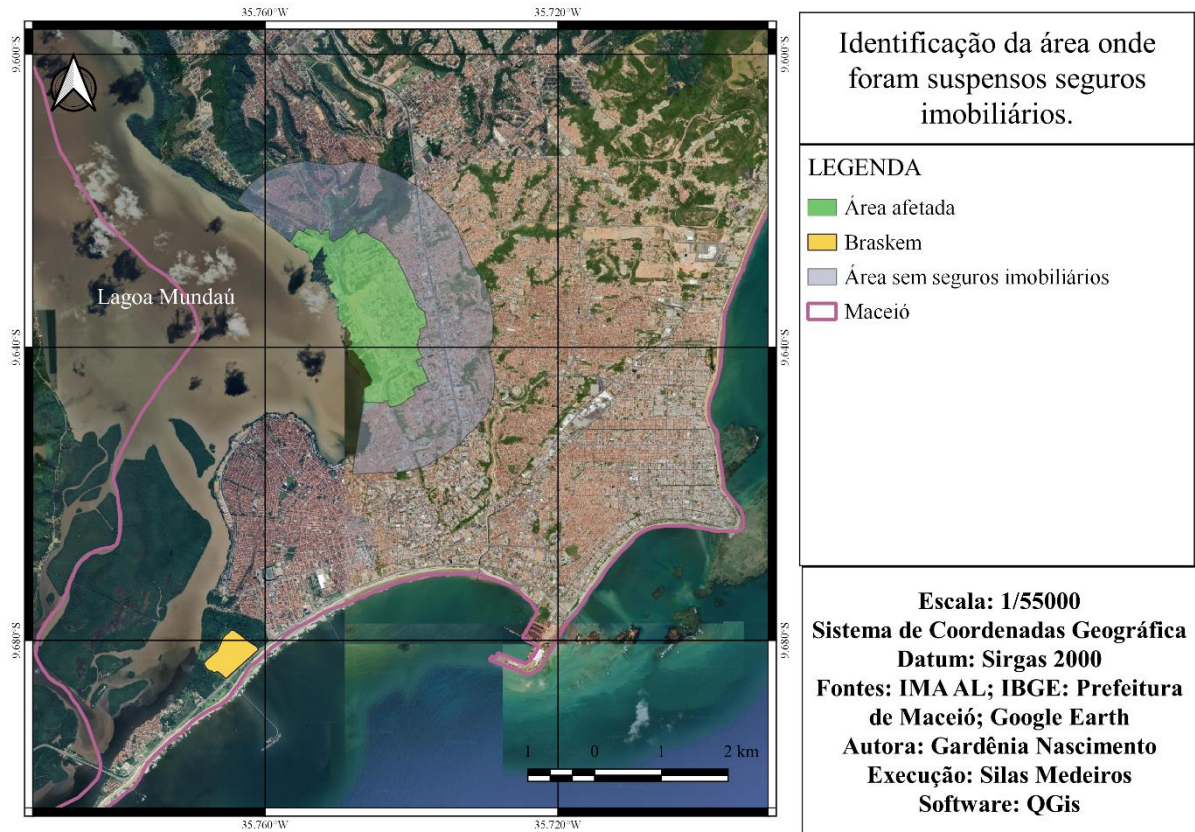 35.760°W
35.720°W
9.600°S
9.600°S
Lagoa Mundaú
9.640°S
9.640°S
9.680°S
9.680°S
1 0 1 2 km
35.760°W
35.720°W
Identificação da área onde
foram suspensos seguros
imobiliários.
LEGENDA
Área afetada
Braskem
Área sem seguros imobiliários
Maceió
Escala: 1/55000
Sistema de Coordenadas Geográfica
Datum: Sirgas 2000
Fontes: IMA AL; IBGE: Prefeitura
de Maceió; Google Earth
Autora: Gardênia Nascimento
Execução: Silas Medeiros
Software: QGis